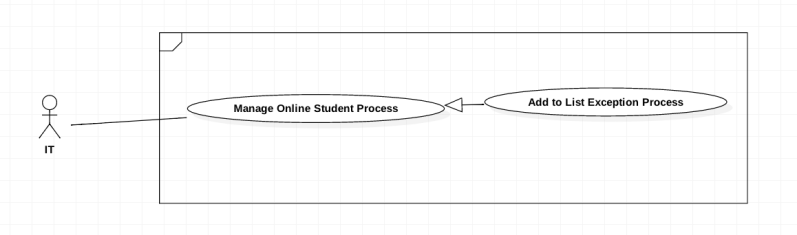 Manage Online Student Process
Add to List Exception Process
IT